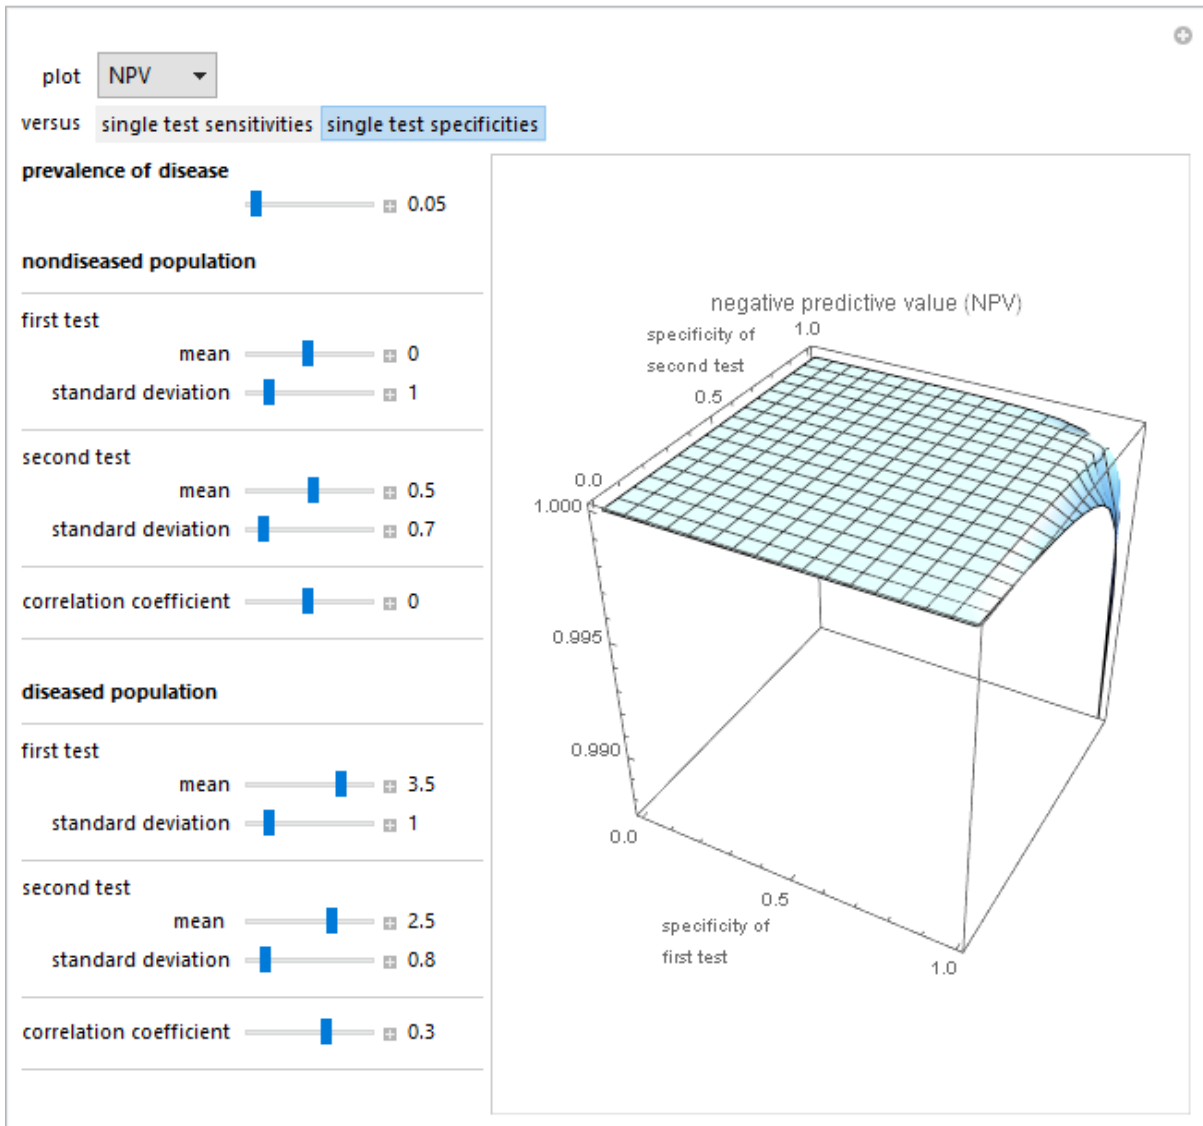 plot NPV
versus single test sensitivities single test specificities
prevalence of disease
0.05
nondiseased population
first test
mean 0
standard deviation 1
second test
mean 0.5
standard deviation 0.7
correlation coefficient 0
diseased population
first test
mean 3.5
standard deviation 1
second test
mean 2.5
standard deviation 0.8
correlation coefficient 0.3
negative predictive value (NPV)
specificity of
second test
1.0
0.5
0.0
1.000
0.995
0.990
0.0
0.5
1.0
specificity of
first test